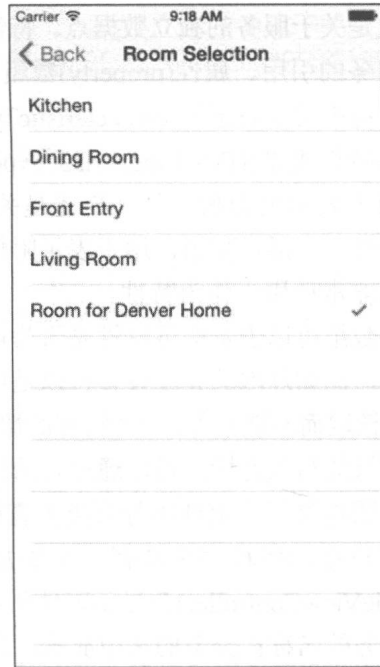 Carrier 9:18 AM
Back Room Selection
Kitchen
Dining Room
Front Entry
Living Room
Room for Denver Home